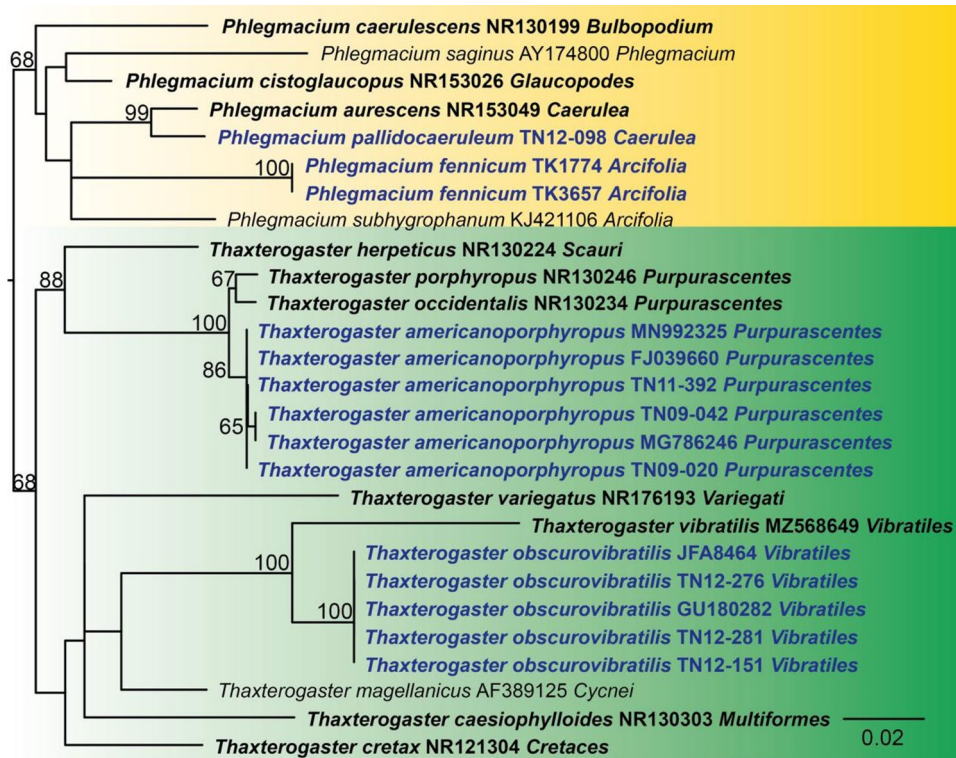 Phlegmacium caerulescens NR130199 Bulbopodium
68
Phlegmacium saginus AY174800 Phlegmacium
Phlegmacium cistoglaucopus NR153026 Glaucopodes
Phlegmacium aurescens NR153049 Caerulea
99
Phlegmacium pallidocaeruleum TN12-098 Caerulea
100
Phlegmacium fennicum TK1774 Arcifolia
Phlegmacium fennicum TK3657 Arcifolia
Phlegmacium subhygrophanum KJ421106 Arcifolia
Thaxterogaster herpeticus NR130224 Scauri
88
67
Thaxterogaster porphyropus NR130246 Purpurascentes
Thaxterogaster occidentalis NR130234 Purpurascentes
100
Thaxterogaster americanoporphyropus MN992325 Purpurascentes
Thaxterogaster americanoporphyropus FJ039660 Purpurascentes
86
Thaxterogaster americanoporphyropus TN11-392 Purpurascentes
Thaxterogaster americanoporphyropus TN09-042 Purpurascentes
65
Thaxterogaster americanoporphyropus MG786246 Purpurascentes
Thaxterogaster americanoporphyropus TN09-020 Purpurascentes
68
Thaxterogaster variegatus NR176193 Variegati
Thaxterogaster vibratilis MZ568649 Vibratiles
Thaxterogaster obscurovibratilis JFA8464 Vibratiles
100
Thaxterogaster obscurovibratilis TN12-276 Vibratiles
Thaxterogaster obscurovibratilis GU180282 Vibratiles
100
Thaxterogaster obscurovibratilis TN12-281 Vibratiles
Thaxterogaster obscurovibratilis TN12-151 Vibratiles
Thaxterogaster magellanicus AF389125 Cycnei
Thaxterogaster caesiophylloides NR130303 Multiformes
0.02
Thaxterogaster cretax NR121304 Cretaces